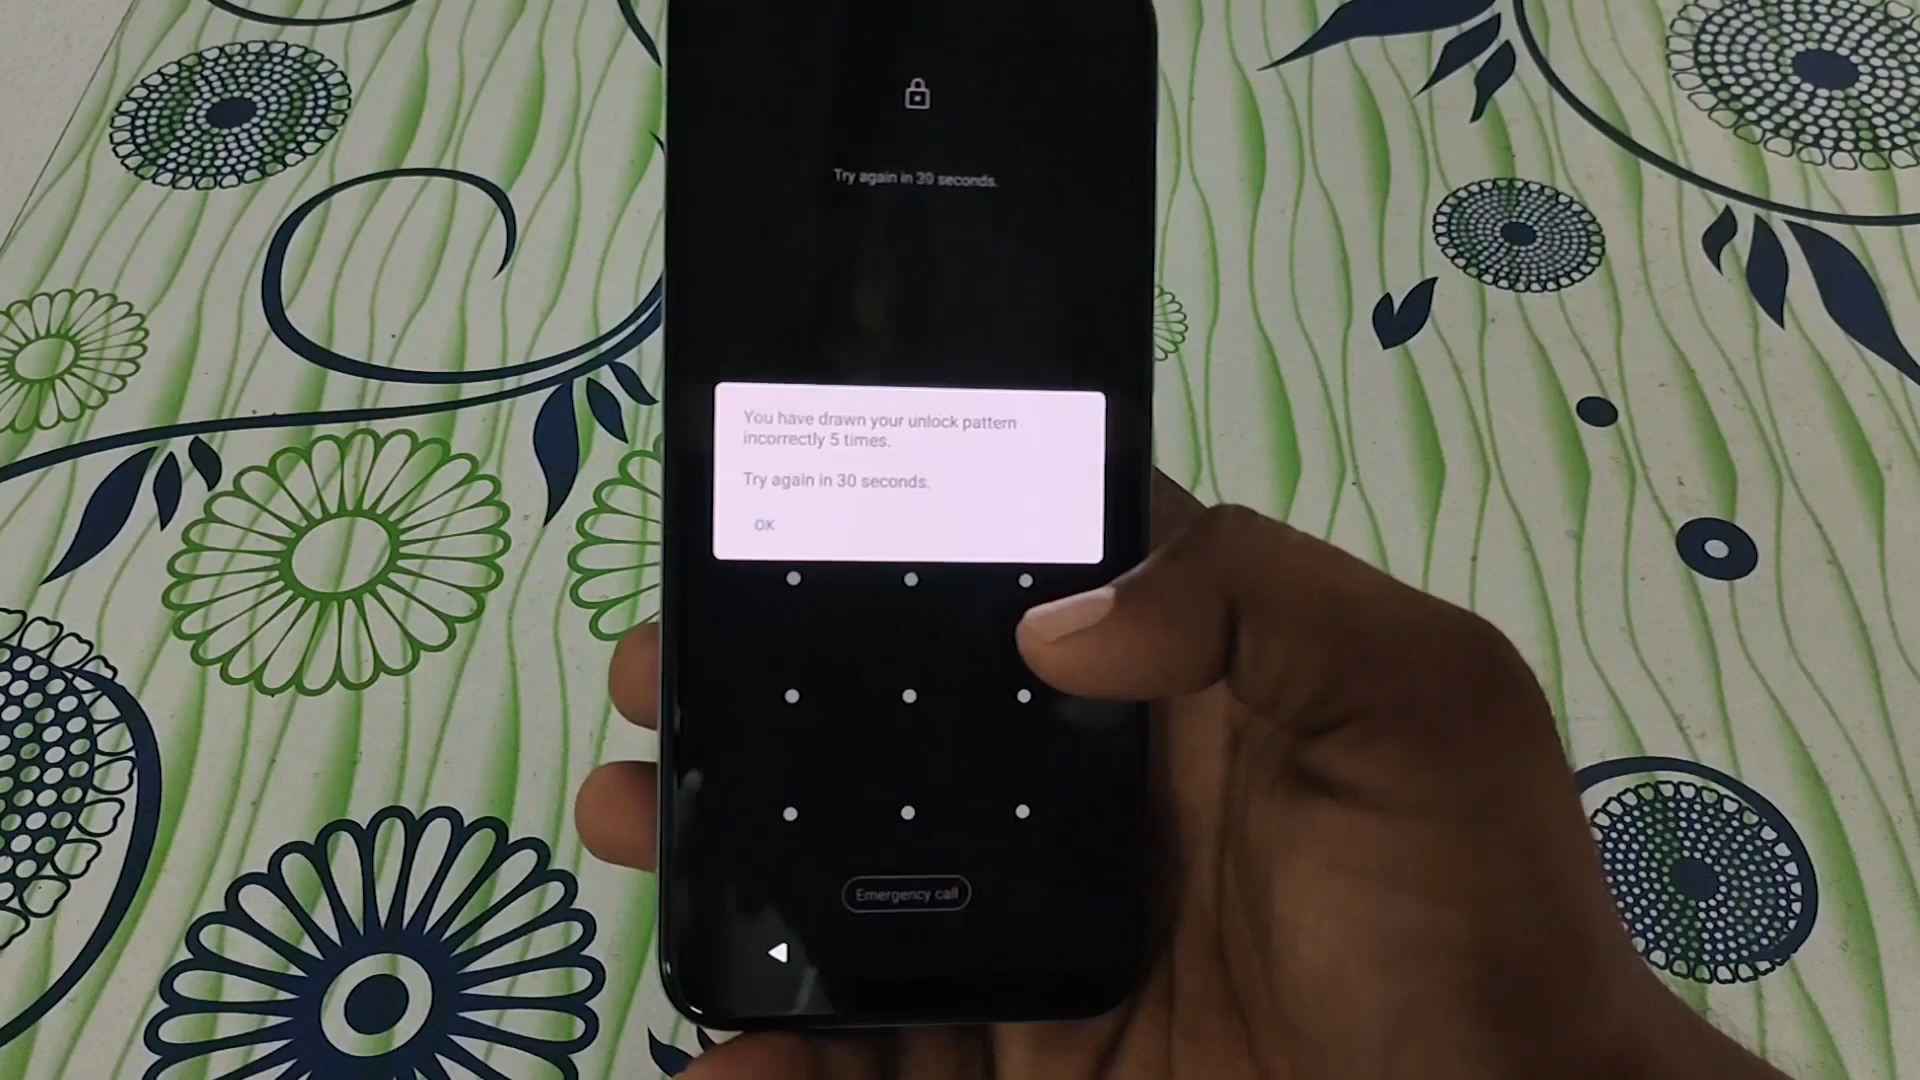 Try again in 30 seconds.
You have drawn your unlock pattern
incorrectly 5 times.
Try again in 30 seconds.
OK
Emergency call